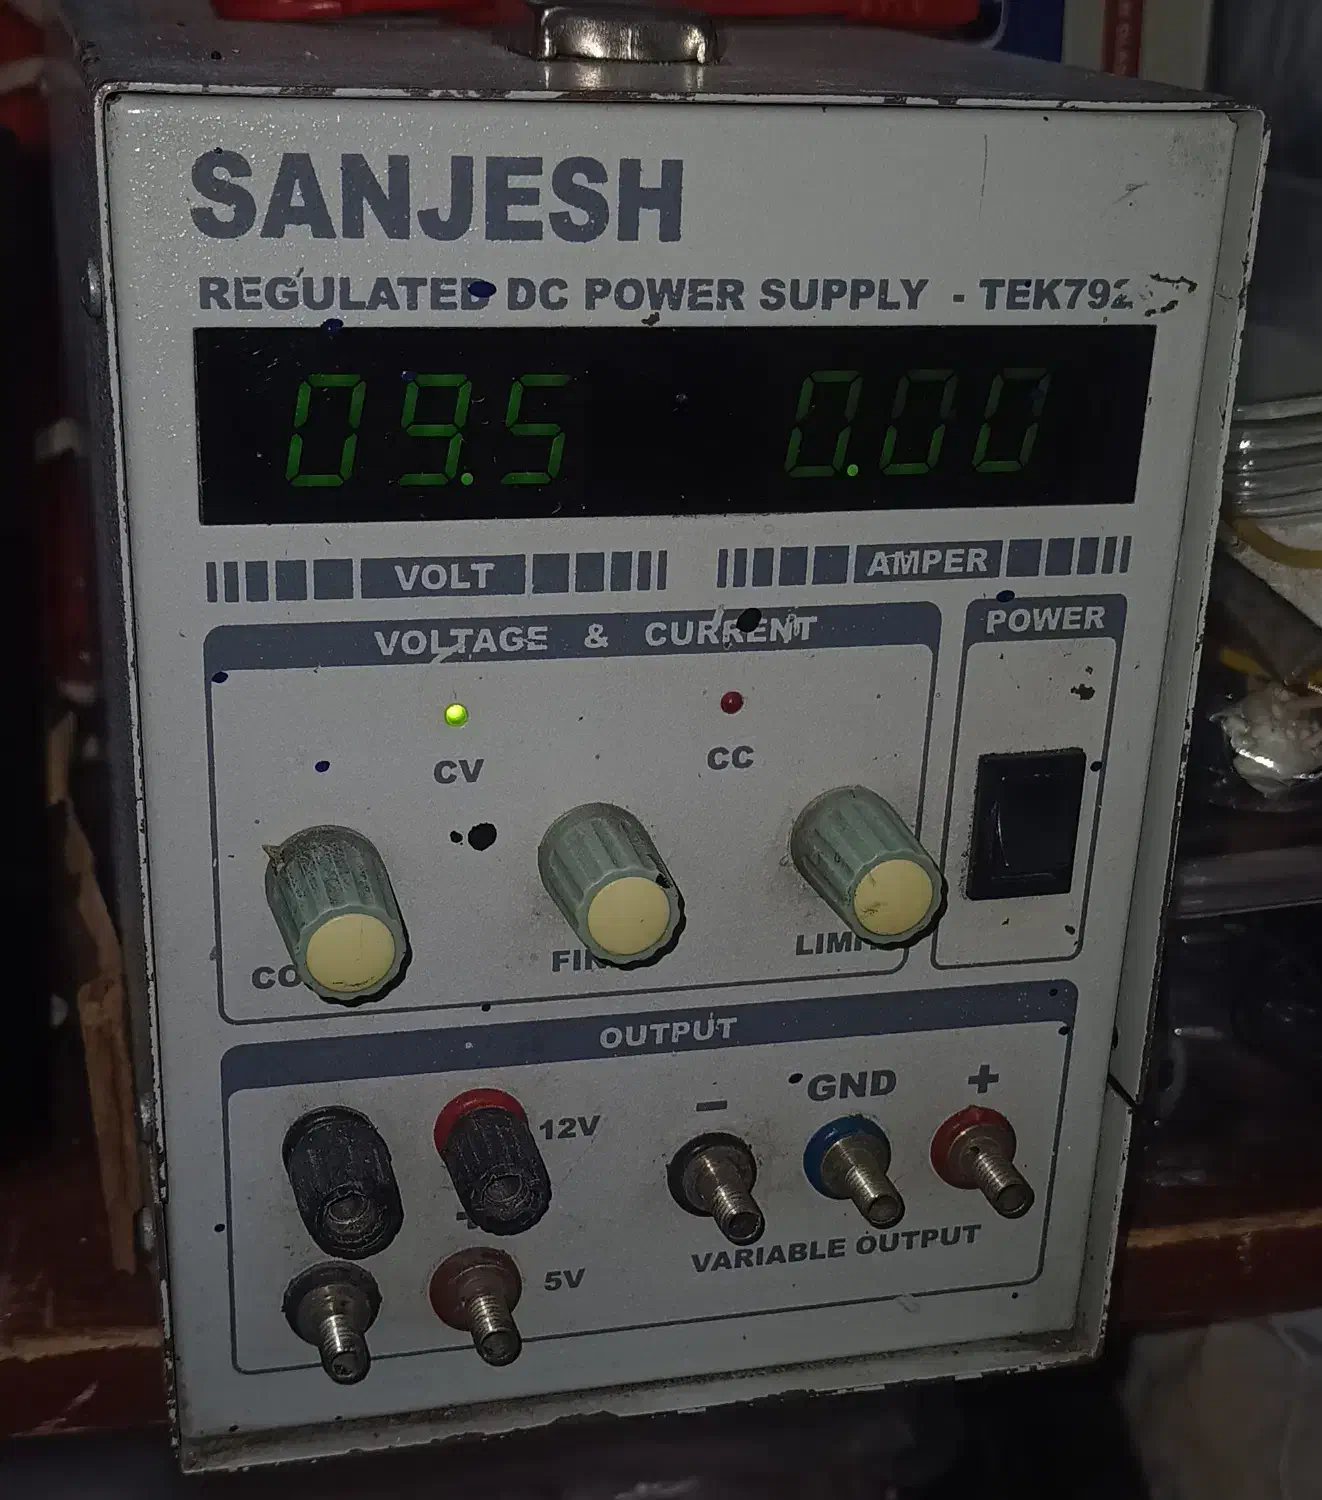 SANJESH
REGULATED DC POWER SUPPLY - TEK792
09.5 0.00
VOLT AMPER
VOLTAGE & CURRENT POWER
CV CC
OUTPUT
- GND +
12V
VARIABLE OUTPUT
+
5V